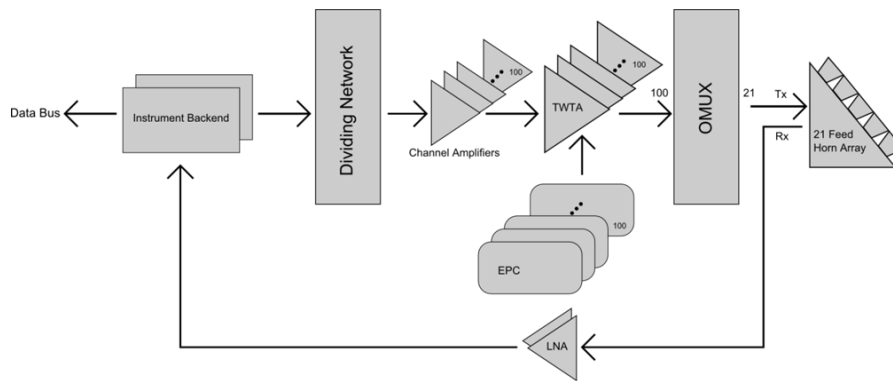 Data Bus
Instrument Backend
Dividing Network
100
Channel Amplifiers
100
TWTA
100
OMUX
21
Tx
Rx
21 Feed
Horn Array
100
EPC
LNA